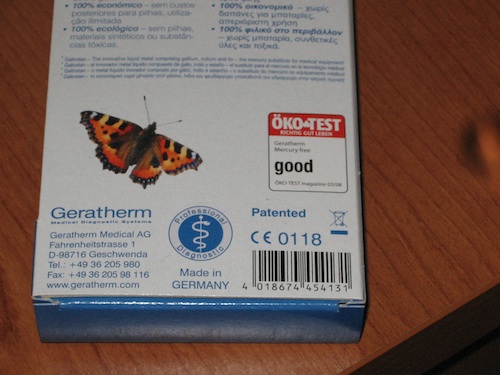 • 100% económico – sem custos
posteriores para pilhas, utiliza-
ção ilimitada
• 100% ecológico – sem pilhas,
materiais sintéticos ou substân-
cias tóxicas.
• 100% οικονομικό – χωρίς
δαπάνες για μπαταρίες,
απεριόριστη χρήση
• 100% φιλικό στο περιβάλλον
– χωρίς μπαταρία, συνθετικές
ύλες και τοξικά.
ÖKO-TEST
RICHTIG GUT LEBEN
Geratherm
Mercury free
good
ÖKO-TEST magazine 03/08
Geratherm
Medical Diagnostic Systems
Geratherm Medical AG
Fahrenheitstrasse 1
D-98716 Geschwenda
Tel.: +49 36 205 980
Fax: +49 36 205 98 116
www.geratherm.com
Professional
Diagnostic
Made in
GERMANY
Patented
CE 0118
4 018674 454131